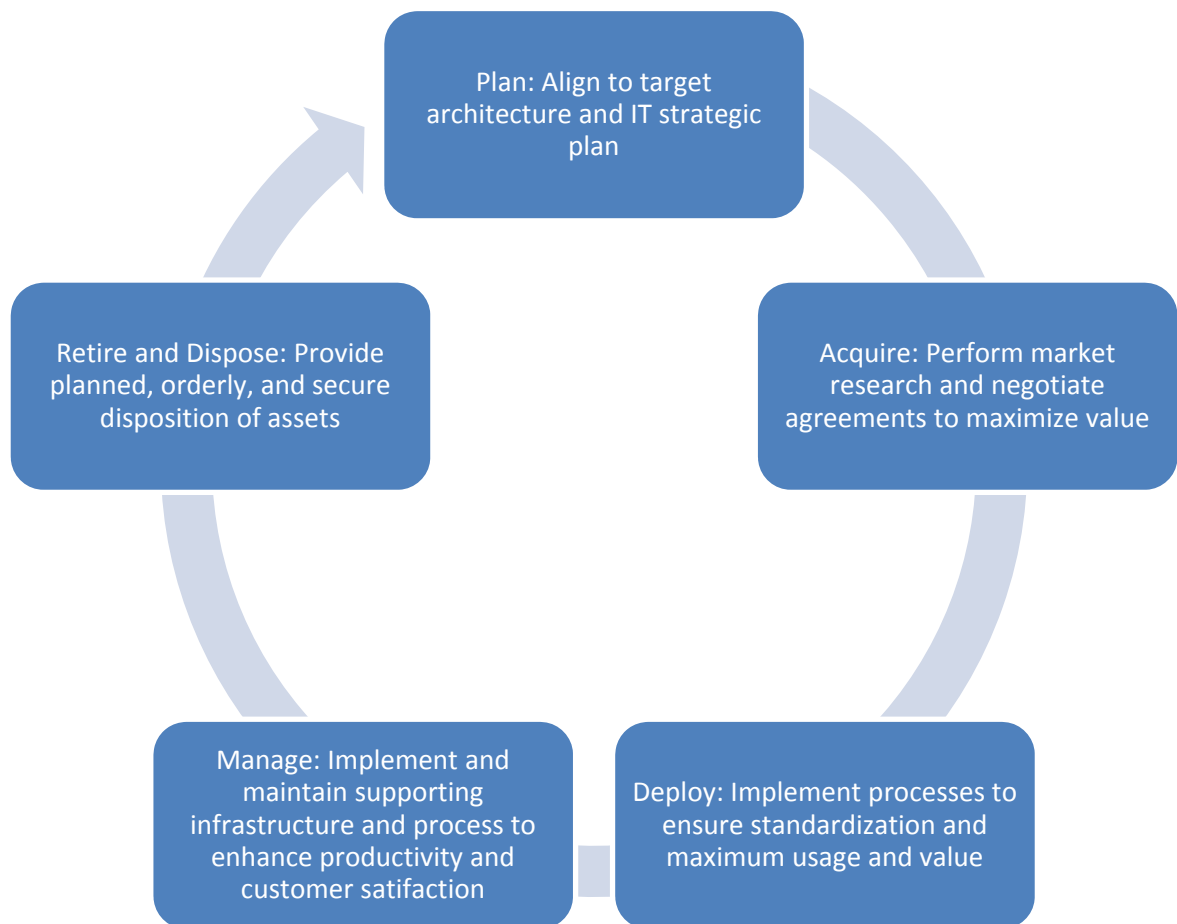 Plan: Align to target
architecture and IT strategic
plan
Acquire: Perform market
research and negotiate
agreements to maximize value
Deploy: Implement processes to
ensure standardization and
maximum usage and value
Manage: Implement and
maintain supporting
infrastructure and process to
enhance productivity and
customer satifaction
Retire and Dispose: Provide
planned, orderly, and secure
disposition of assets